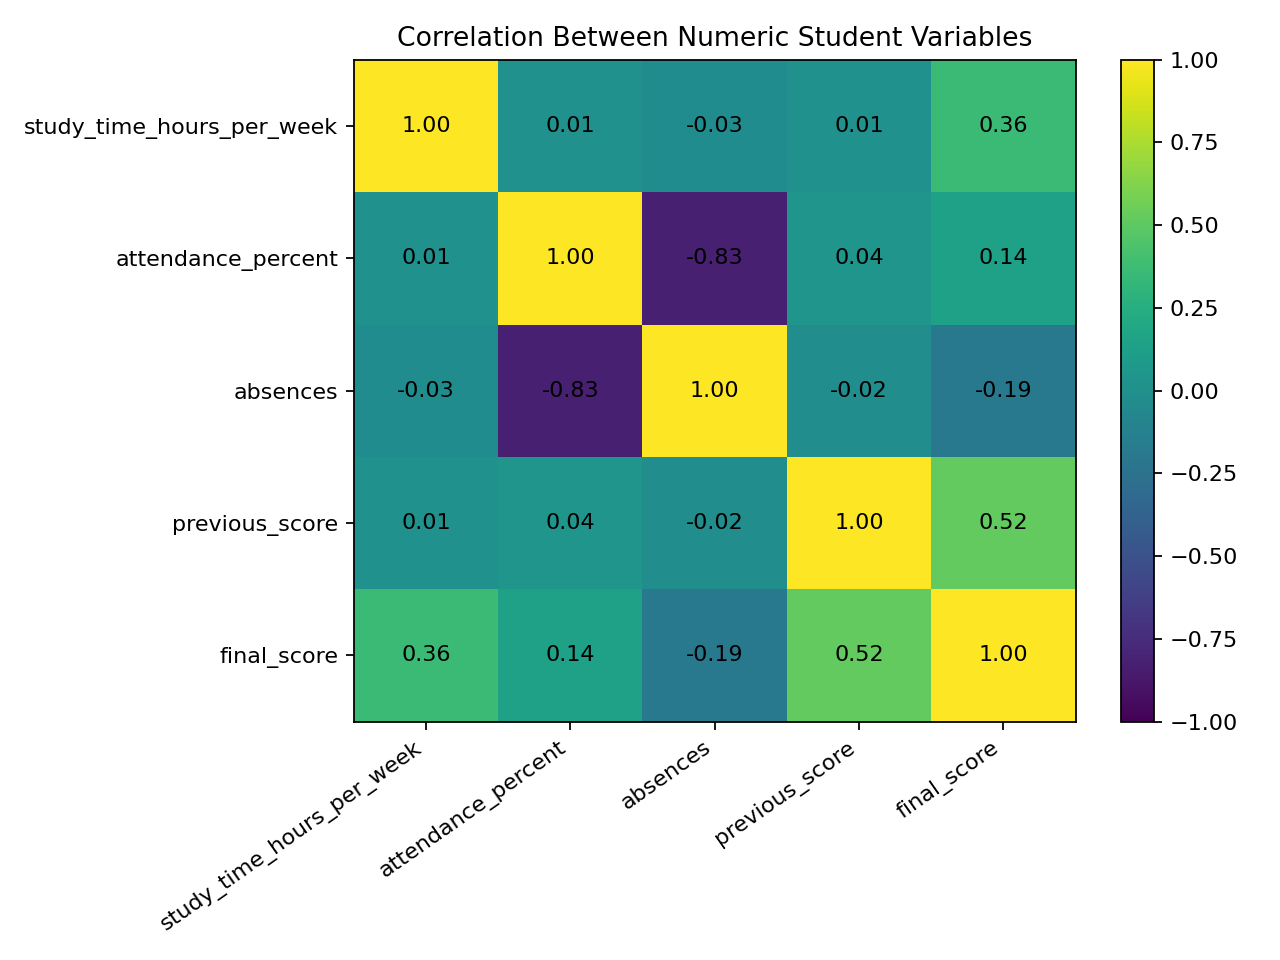 Correlation Between Numeric Student Variables
study_time_hours_per_week 1.00 0.01 -0.03 0.01 0.36
attendance_percent 0.01 1.00 -0.83 0.04 0.14
absences -0.03 -0.83 1.00 -0.02 -0.19
previous_score 0.01 0.04 -0.02 1.00 0.52
final_score 0.36 0.14 -0.19 0.52 1.00
study_time_hours_per_week
attendance_percent
absences
previous_score
final_score
1.00
0.75
0.50
0.25
0.00
−0.25
−0.50
−0.75
−1.00